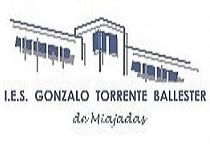 I.E.S. GONZALO TORRENTE BALLESTER
de Miajadas